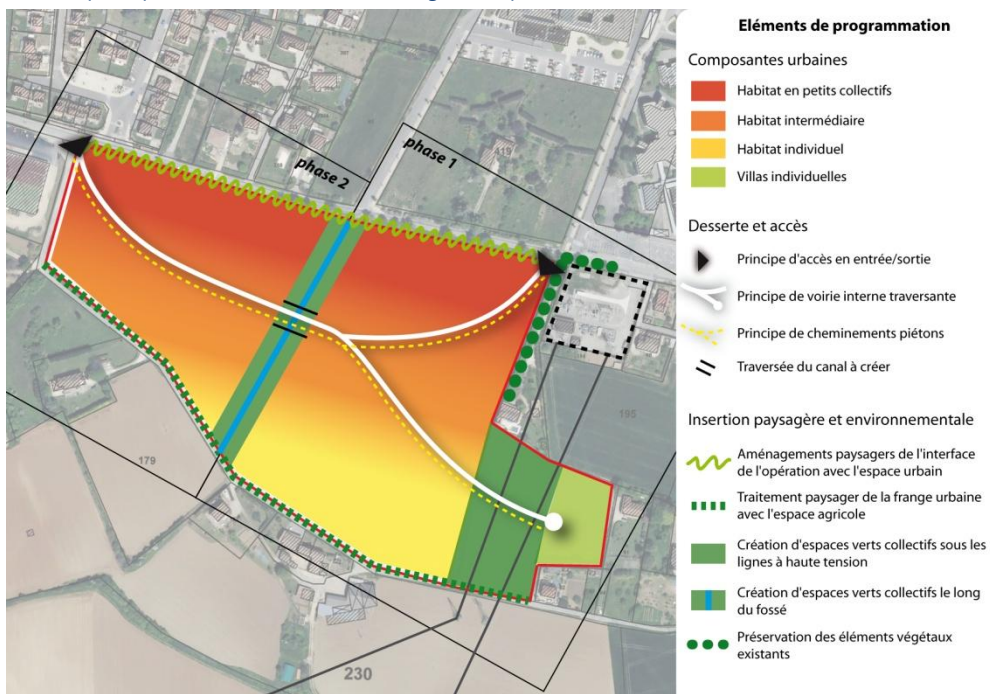 phase 1
phase 2
419
195
179
230
Eléments de programmation
Composantes urbaines
Habitat en petits collectifs
Habitat intermédiaire
Habitat individuel
Villas individuelles
Desserte et accès
Principe d'accès en entrée/sortie
Principe de voirie interne traversante
Principe de cheminements piétons
Traversée du canal à créer
Insertion paysagère et environnementale
Aménagements paysagers de l'interface
de l'opération avec l'espace urbain
Traitement paysager de la frange urbaine
avec l'espace agricole
Création d'espaces verts collectifs sous les
lignes à haute tension
Création d'espaces verts collectifs le long
du fossé
Préservation des éléments végétaux
existants